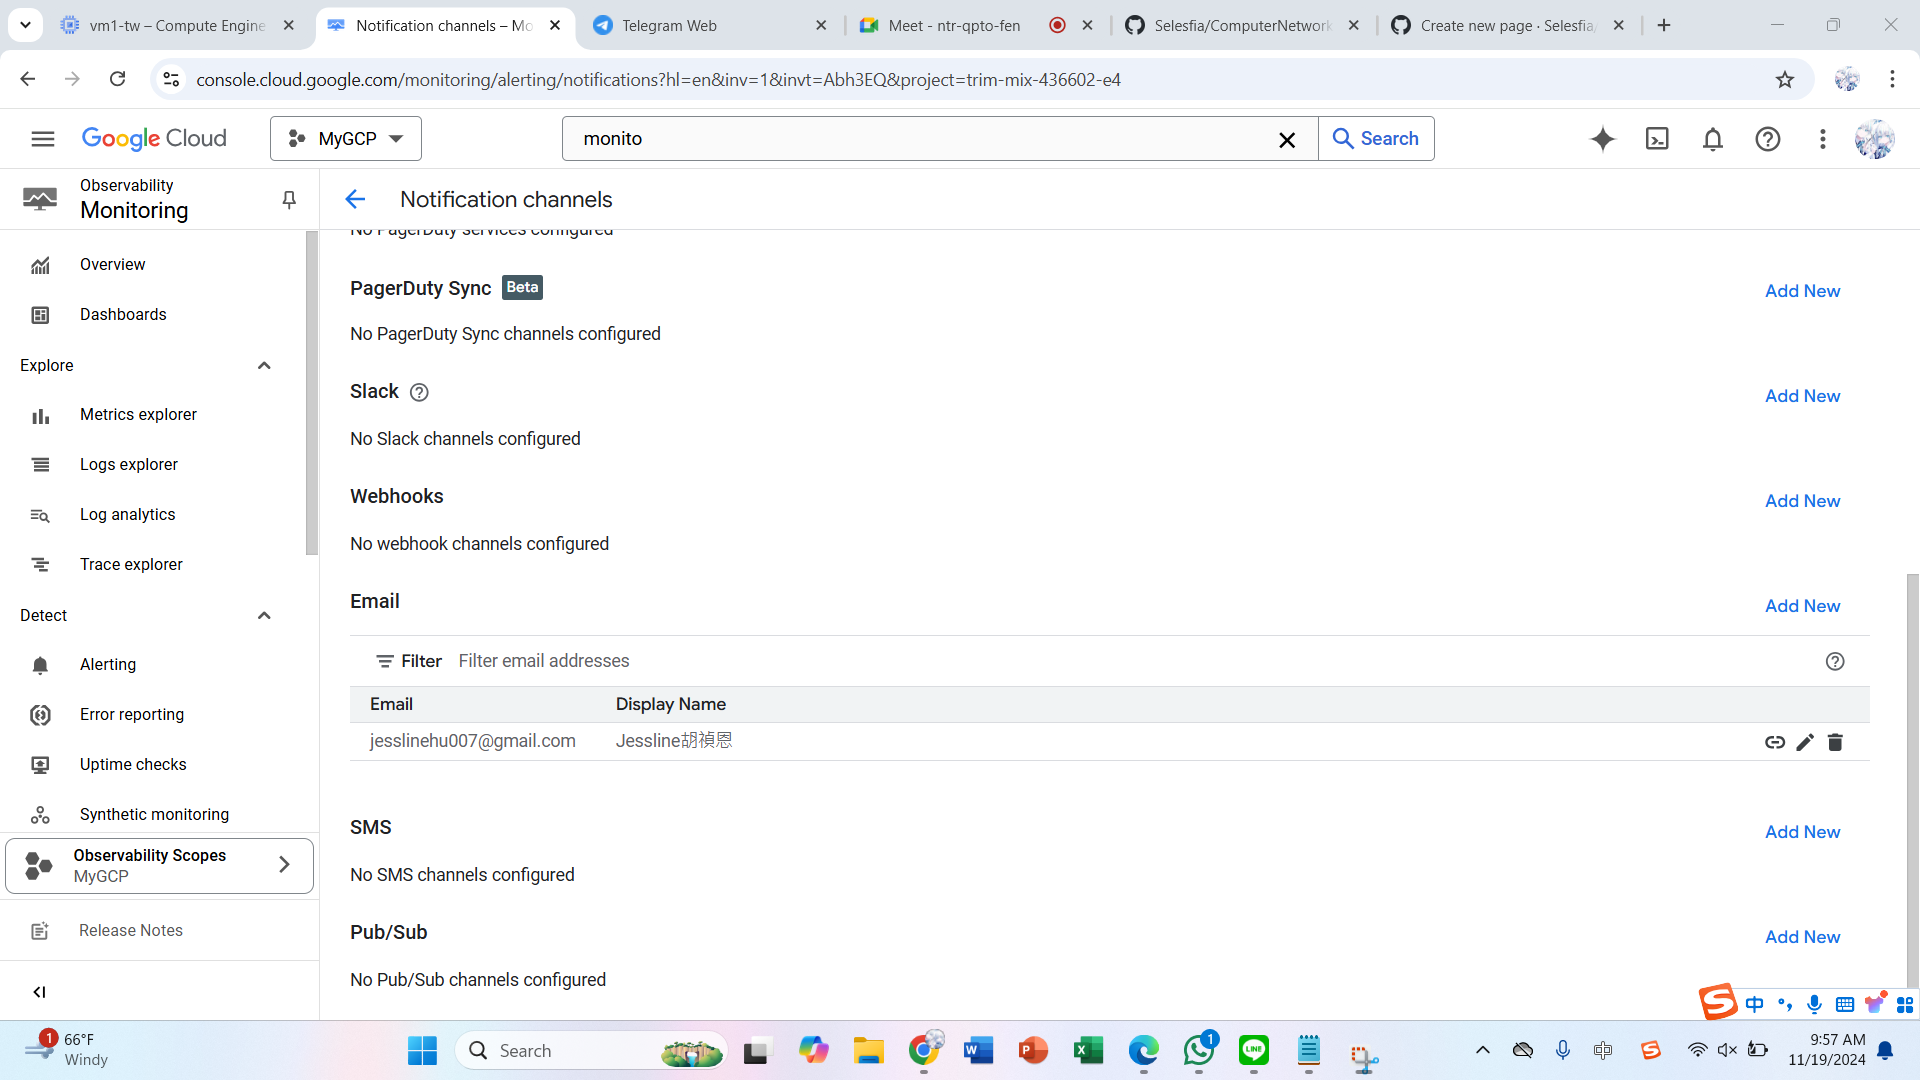 vm1-tw – Compute Engine
Notification channels – Mo
Telegram Web
Meet - ntr-qpto-fen
Selesfia/ComputerNetwork
Create new page · Selesfia/
console.cloud.google.com/monitoring/alerting/notifications?hl=en&inv=1&invt=Abh3EQ&project=trim-mix-436602-e4
Google Cloud
MyGCP
monito
Search
Observability
Monitoring
Notification channels
No PagerDuty services configured
Overview
Dashboards
Explore
Metrics explorer
Logs explorer
Log analytics
Trace explorer
Detect
Alerting
Error reporting
Uptime checks
Synthetic monitoring
Observability Scopes
MyGCP
Release Notes
PagerDuty Sync Beta
Add New
No PagerDuty Sync channels configured
Slack
Add New
No Slack channels configured
Webhooks
Add New
No webhook channels configured
Email
Add New
Filter Filter email addresses
Email Display Name
jesslinehu007@gmail.com Jessline胡禎恩
SMS
Add New
No SMS channels configured
Pub/Sub
Add New
No Pub/Sub channels configured
中
1
66°F
Windy
Search
1
LINE
中
9:57 AM
11/19/2024